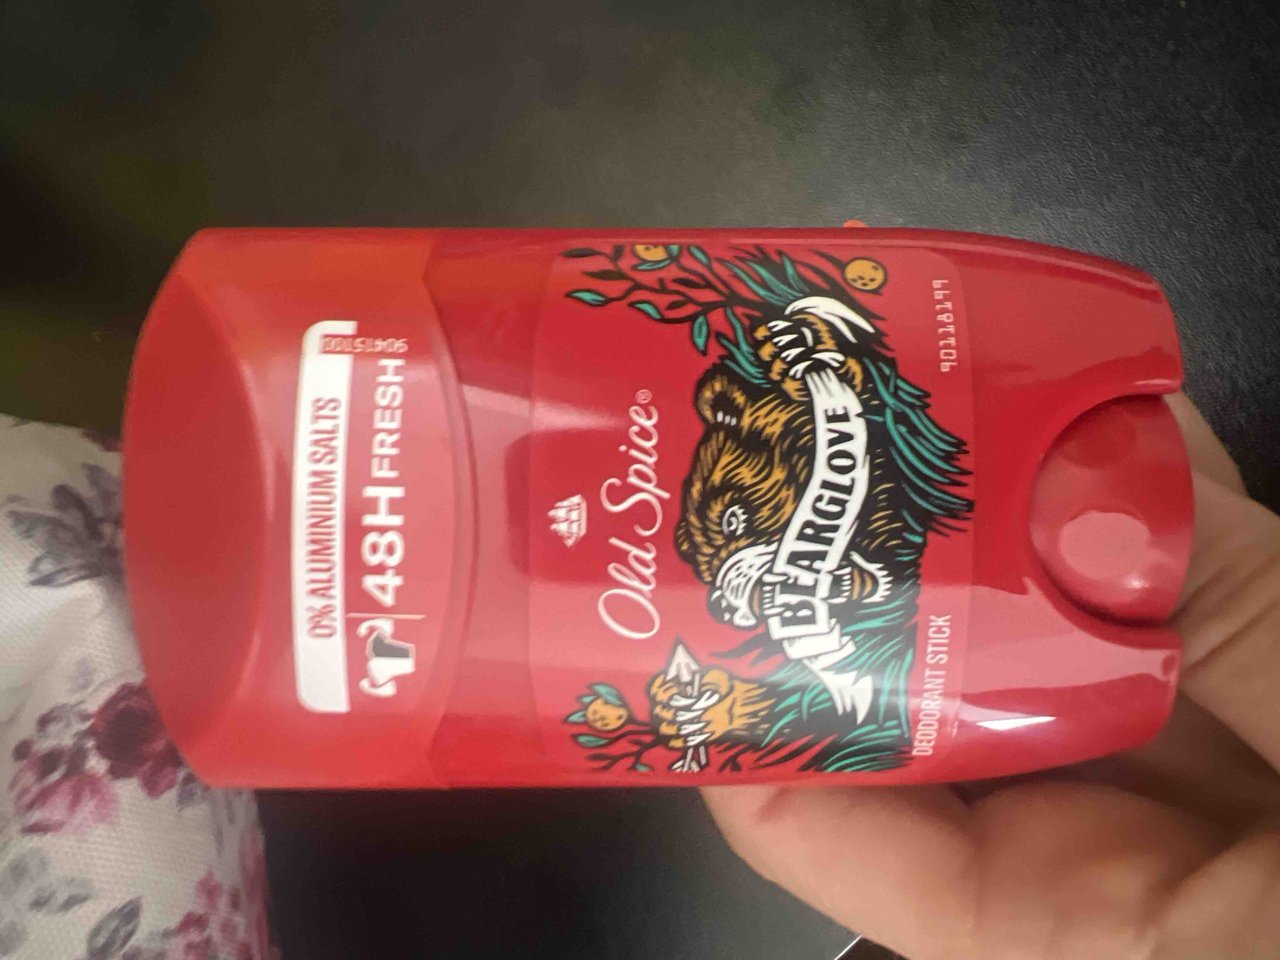 0% ALUMINIUM SALTS
48H FRESH
Old Spice®
BEARGLOVE
DEODORANT STICK
90118199